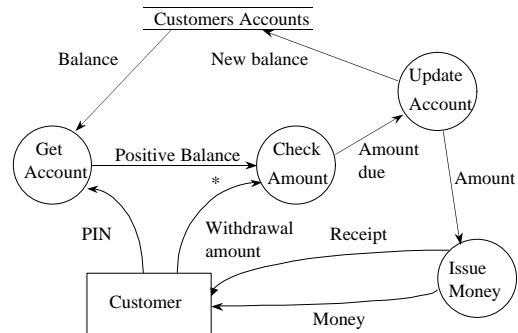 Customers Accounts
Balance
New balance
Update
Account
Get
Account
Positive Balance
*
Check
Amount
Amount
due
Amount
PIN
Withdrawal
amount
Receipt
Issue
Money
Customer
Money